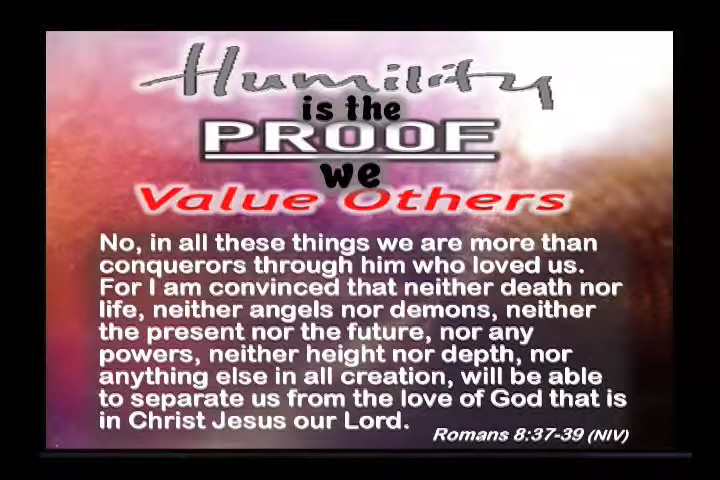 Humility
is the
PROOF
we
Value Others
No, in all these things we are more than
conquerors through him who loved us.
For I am convinced that neither death nor
life, neither angels nor demons, neither
the present nor the future, nor any
powers, neither height nor depth, nor
anything else in all creation, will be able
to separate us from the love of God that is
in Christ Jesus our Lord.
Romans 8:37-39 (NIV)